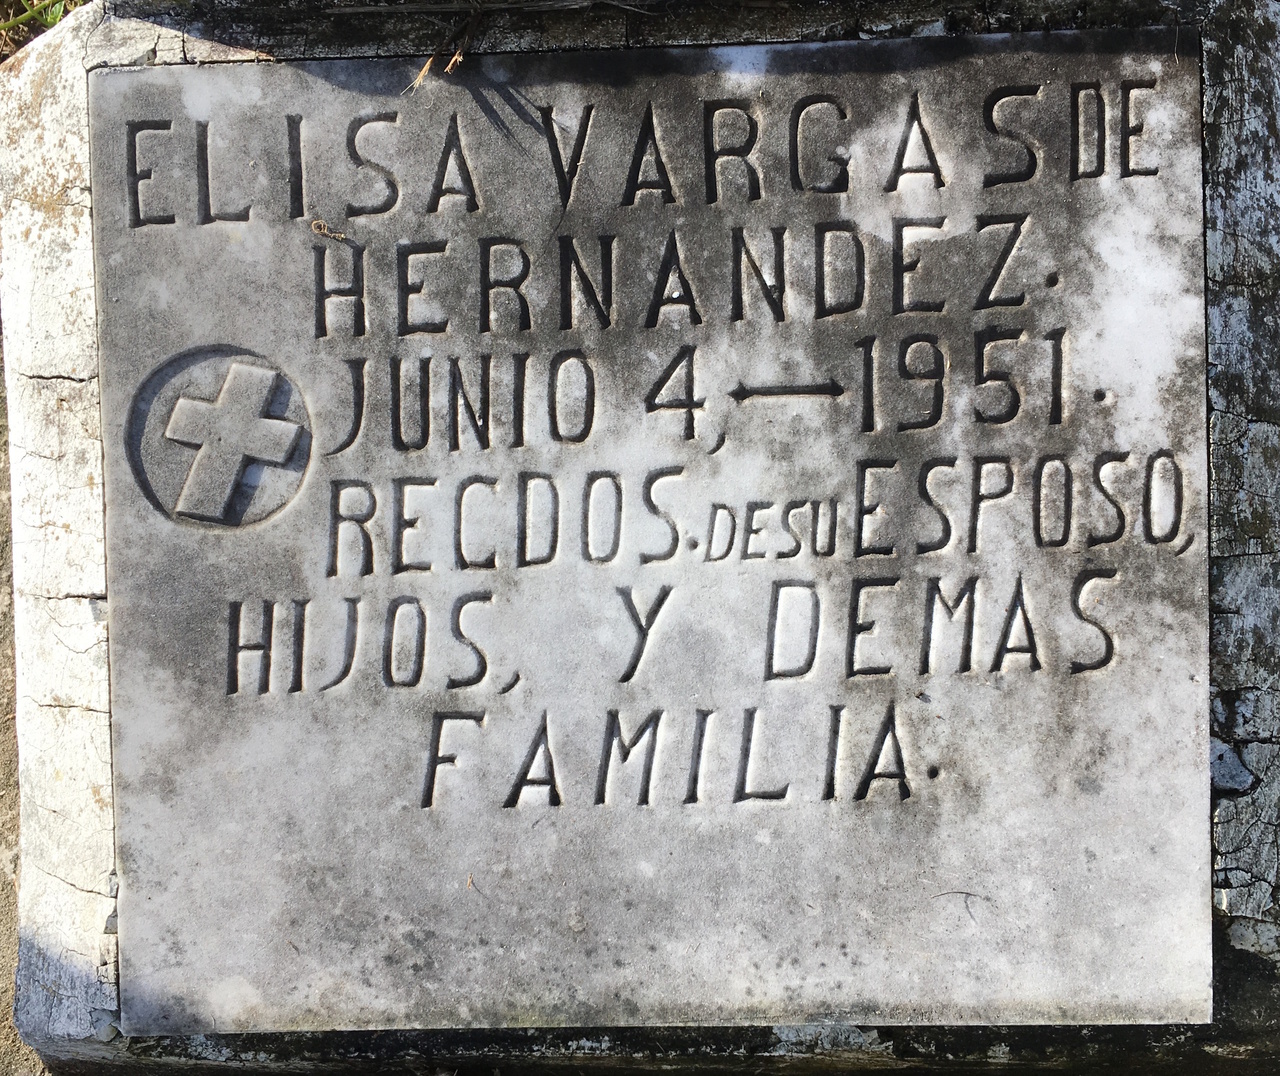 ELISA VARGAS DE
HERNANDEZ.
JUNIO 4, — 1951.
RECDOS. DE SU ESPOSO,
HIJOS, Y DEMAS
FAMILIA.